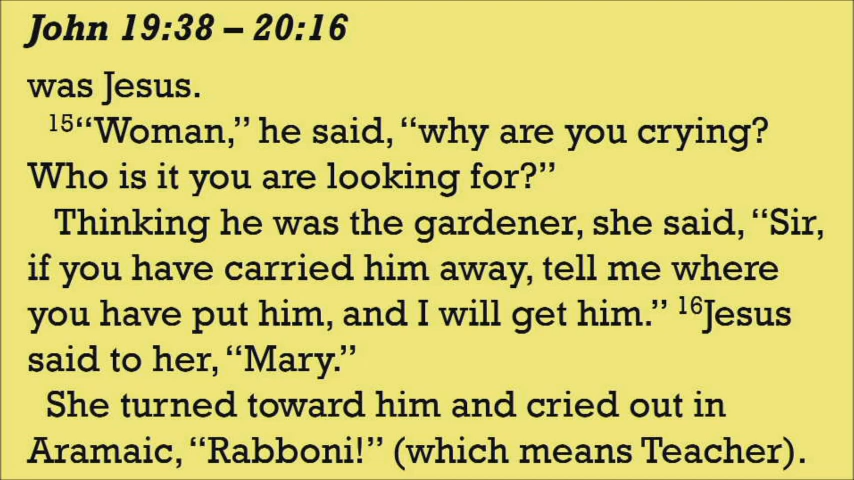 John 19:38 – 20:16
was Jesus.
15“Woman,” he said, “why are you crying?
Who is it you are looking for?”
Thinking he was the gardener, she said, “Sir,
if you have carried him away, tell me where
you have put him, and I will get him.” 16Jesus
said to her, “Mary.”
She turned toward him and cried out in
Aramaic, “Rabboni!” (which means Teacher).